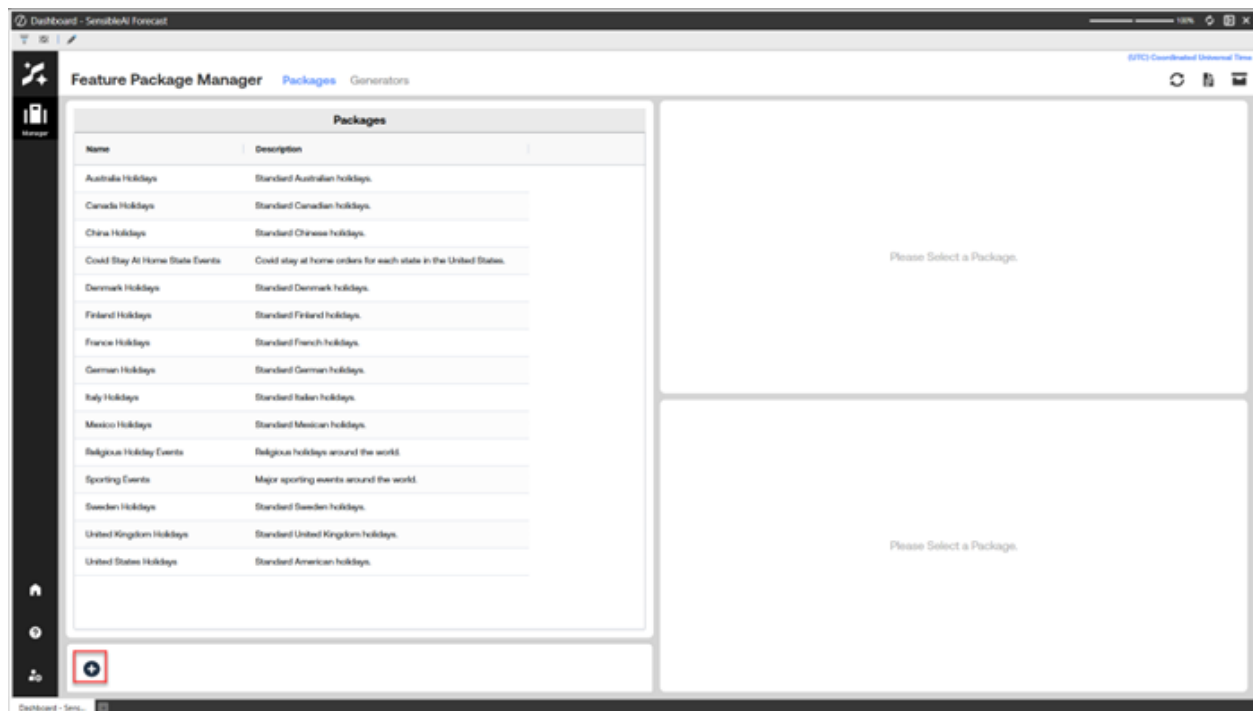 Dashboard - SensibleAI Forecast
100%
(UTC) Coordinated Universal Time
Feature Package Manager Packages Generators
Manager
Packages
Name Description
Australia Holidays Standard Australian holidays.
Canada Holidays Standard Canadian holidays.
China Holidays Standard Chinese holidays.
Covid Stay At Home State Events Covid stay at home orders for each state in the United States.
Denmark Holidays Standard Denmark holidays.
Finland Holidays Standard Finland holidays.
France Holidays Standard French holidays.
German Holidays Standard German holidays.
Italy Holidays Standard Italian holidays.
Mexico Holidays Standard Mexican holidays.
Religious Holiday Events Religious holidays around the world.
Sporting Events Major sporting events around the world.
Sweden Holidays Standard Sweden holidays.
United Kingdom Holidays Standard United Kingdom holidays.
United States Holidays Standard American holidays.
Please Select a Package.
Please Select a Package.
Dashboard - Sens...